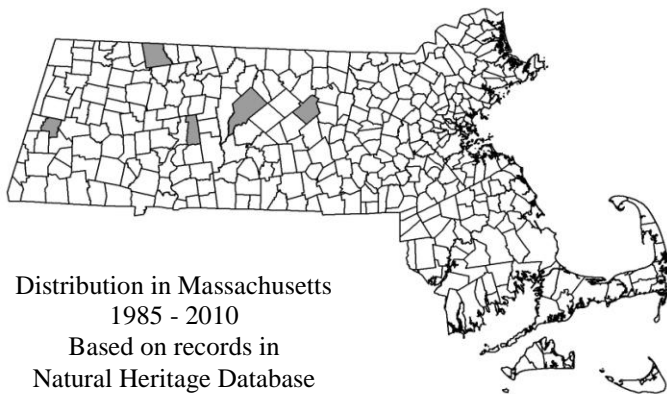 Distribution in Massachusetts
1985 - 2010
Based on records in
Natural Heritage Database